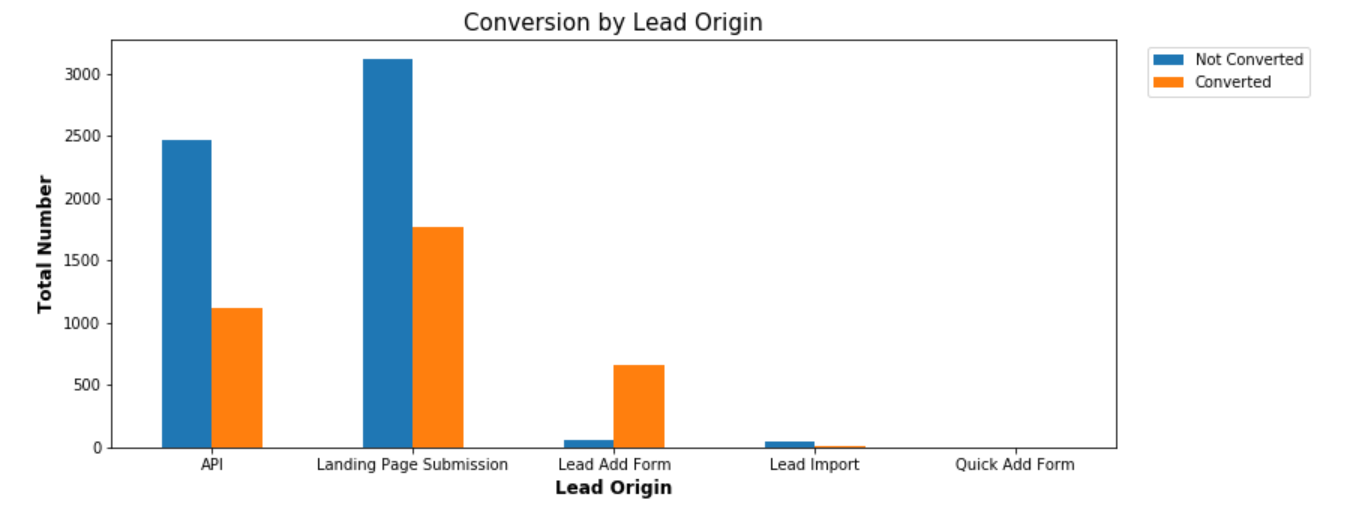 Conversion by Lead Origin
Not Converted
Converted
Total Number
3000
2500
2000
1500
1000
500
0
API
Landing Page Submission
Lead Add Form
Lead Import
Quick Add Form
Lead Origin